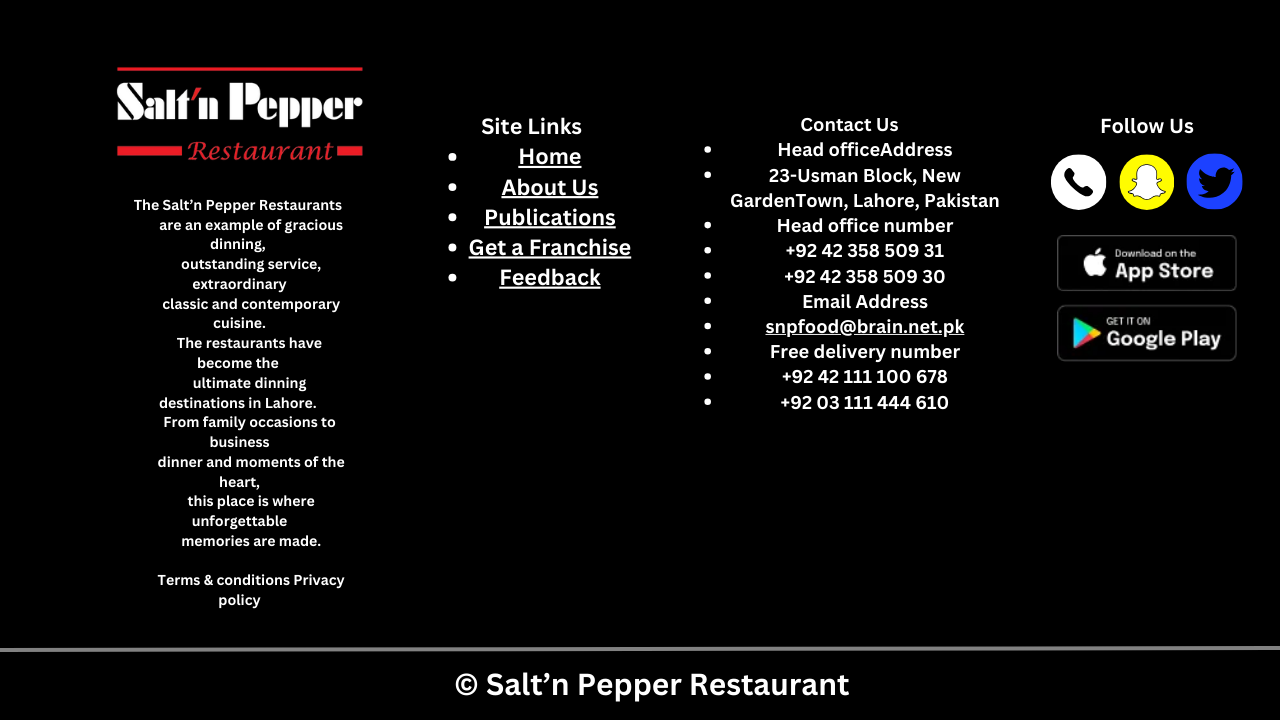 Salt'n Pepper
Restaurant
The Salt’n Pepper Restaurants
are an example of gracious
dinning,
outstanding service,
extraordinary
classic and contemporary
cuisine.
The restaurants have
become the
ultimate dinning
destinations in Lahore.
From family occasions to
business
dinner and moments of the
heart,
this place is where
unforgettable
memories are made.
Terms & conditions Privacy
policy
Site Links
Home
About Us
Publications
Get a Franchise
Feedback
Contact Us
Head officeAddress
23-Usman Block, New
GardenTown, Lahore, Pakistan
Head office number
+92 42 358 509 31
+92 42 358 509 30
Email Address
snpfood@brain.net.pk
Free delivery number
+92 42 111 100 678
+92 03 111 444 610
Follow Us
Download on the
App Store
GET IT ON
Google Play
© Salt’n Pepper Restaurant